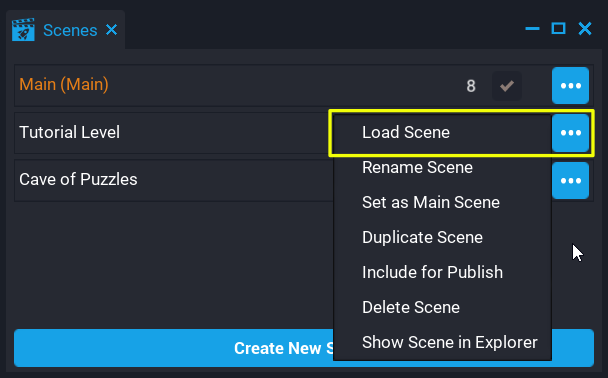 Scenes
Main (Main) 8
Tutorial Level
Cave of Puzzles
Load Scene
Rename Scene
Set as Main Scene
Duplicate Scene
Include for Publish
Delete Scene
Show Scene in Explorer
Create New S